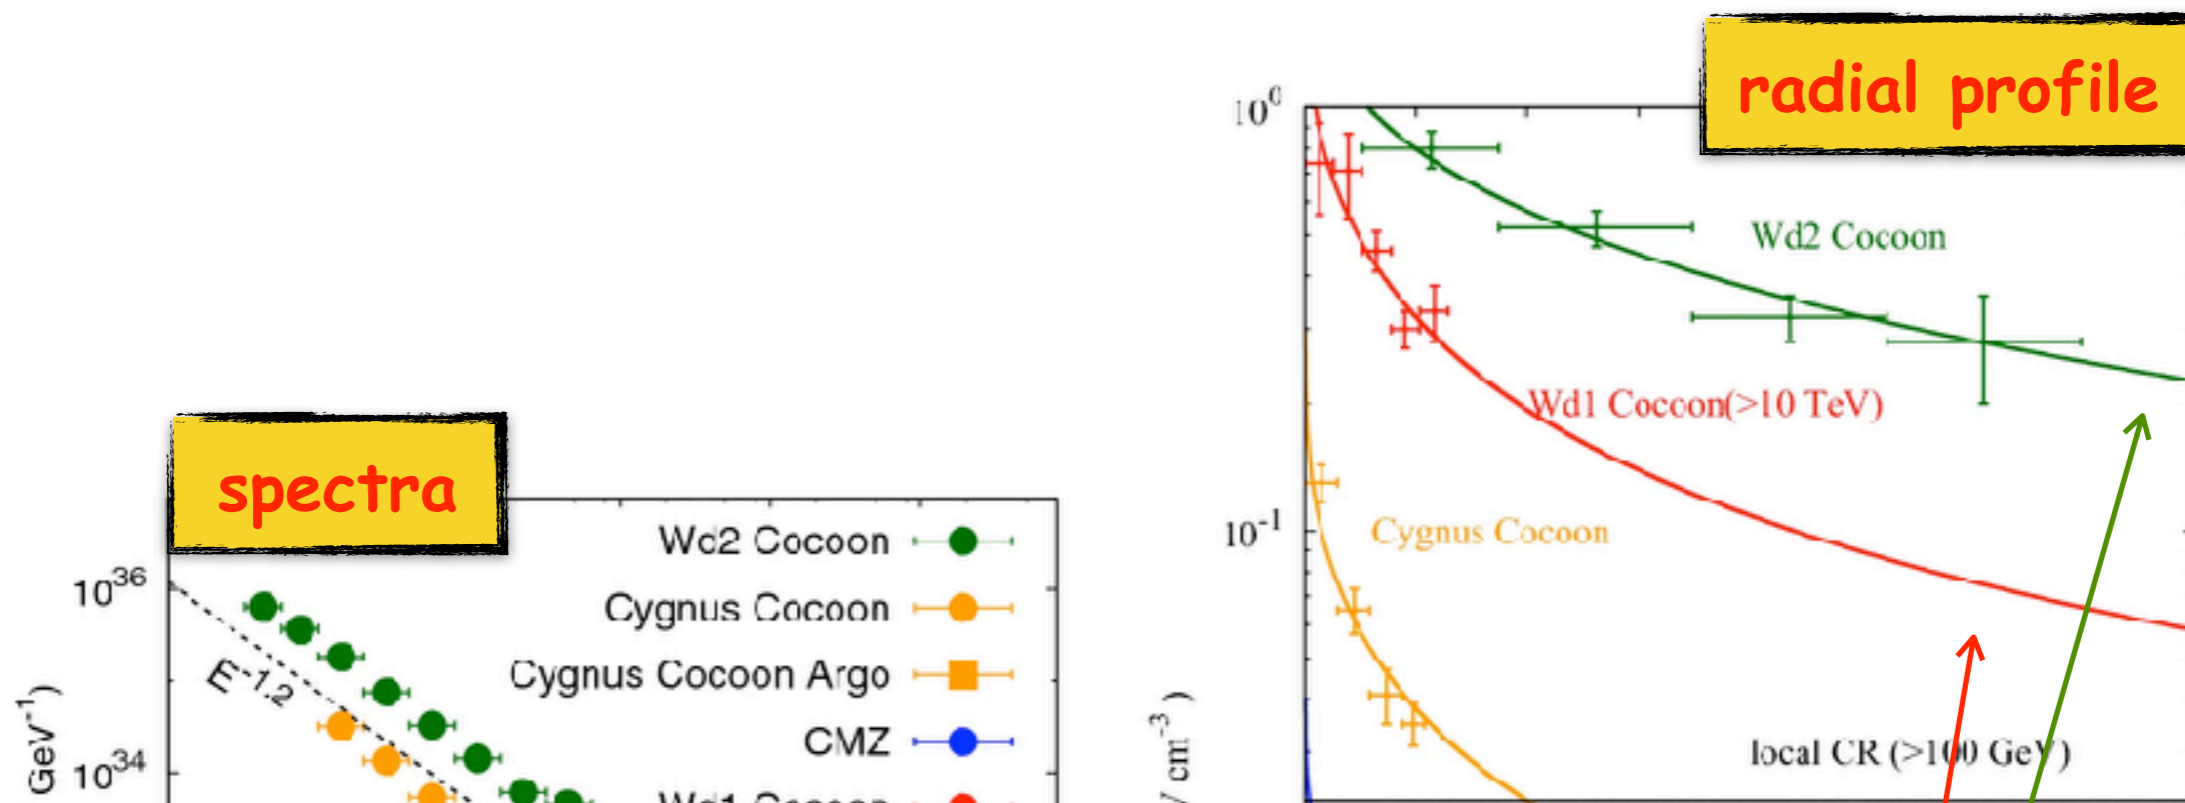 radial profile
10^0
Wd2 Cocoon
Wd1 Cocoon(>10 TeV)
10^-1
Cygnus Cocoon
local CR (>100 GeV)
cm^-3)
spectra
Wd2 Cocoon
Cygnus Cocoon
Cygnus Cocoon Argo
CMZ
Wd1 Cocoon
10^36
E^-1.2
10^34
GeV^-1)